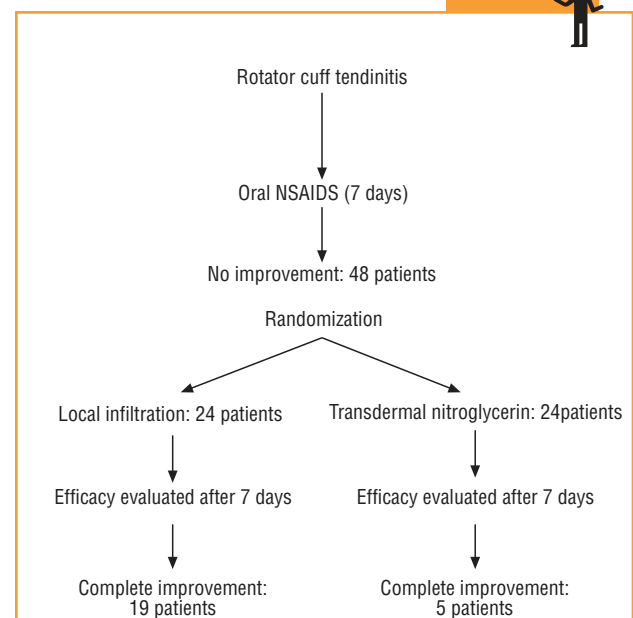 Rotator cuff tendinitis
Oral NSAIDS (7 days)
No improvement: 48 patients
Randomization
Local infiltration: 24 patients
Transdermal nitroglycerin: 24patients
Efficacy evaluated after 7 days
Efficacy evaluated after 7 days
Complete improvement:
19 patients
Complete improvement:
5 patients